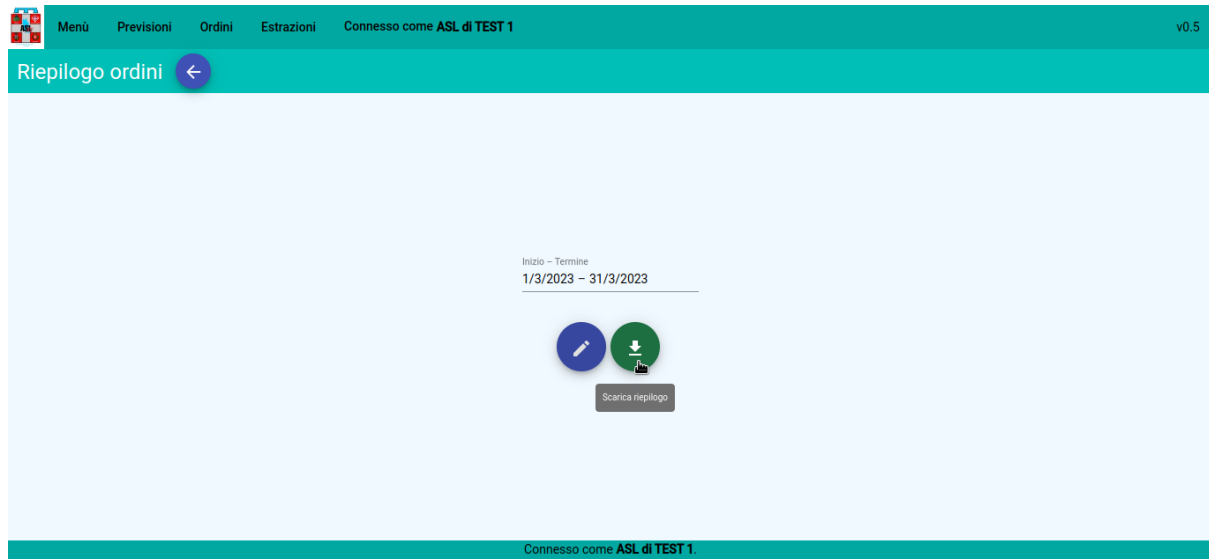 ASL Menù Previsioni Ordini Estrazioni Connesso come ASL di TEST 1 v0.5
Riepilogo ordini
Inizio – Termine
1/3/2023 – 31/3/2023
Scarica riepilogo
Connesso come ASL di TEST 1.